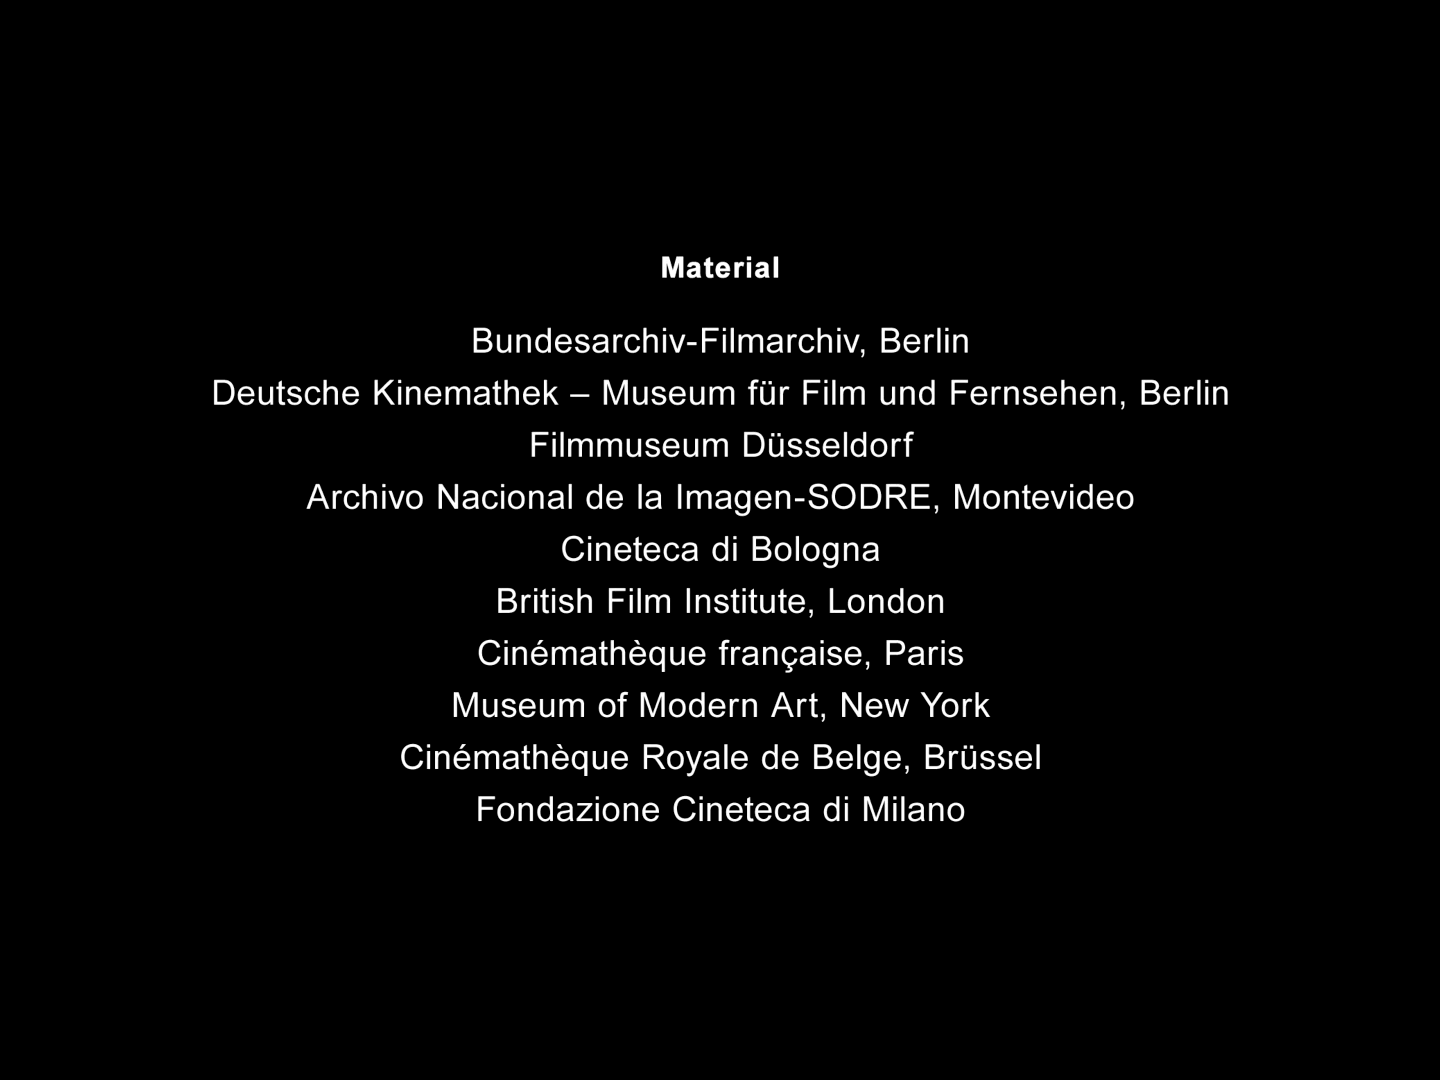 Material
Bundesarchiv-Filmarchiv, Berlin
Deutsche Kinemathek – Museum für Film und Fernsehen, Berlin
Filmmuseum Düsseldorf
Archivo Nacional de la Imagen-SODRE, Montevideo
Cineteca di Bologna
British Film Institute, London
Cinémathèque française, Paris
Museum of Modern Art, New York
Cinémathèque Royale de Belge, Brüssel
Fondazione Cineteca di Milano